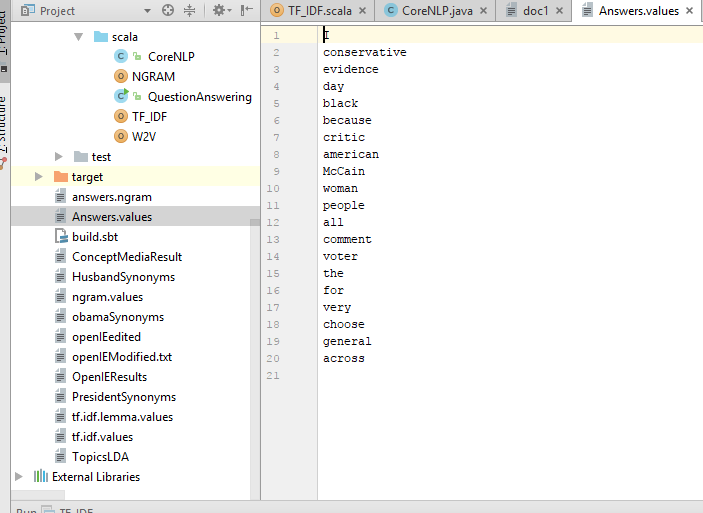 Project
TF_IDF.scala
CoreNLP.java
doc1
Answers.values
1: Project
Z: Structure
scala
CoreNLP
NGRAM
QuestionAnswering
TF_IDF
W2V
test
target
answers.ngram
Answers.values
build.sbt
ConceptMediaResult
HusbandSynonyms
ngram.values
obamaSynonyms
openIEedited
openIEModified.txt
OpenIEResults
PresidentSynonyms
tf.idf.lemma.values
tf.idf.values
TopicsLDA
External Libraries
1
2 conservative
3 evidence
4 day
5 black
6 because
7 critic
8 american
9 McCain
10 woman
11 people
12 all
13 comment
14 voter
15 the
16 for
17 very
18 choose
19 general
20 across
21
Run TF_IDF